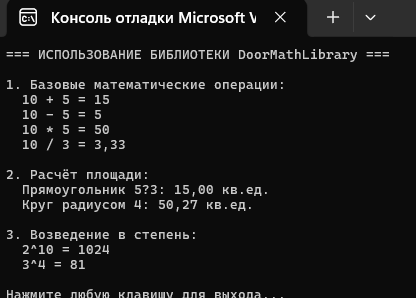 Консоль отладки Microsoft V
=== ИСПОЛЬЗОВАНИЕ БИБЛИОТЕКИ DoorMathLibrary ===
1. Базовые математические операции:
10 + 5 = 15
10 - 5 = 5
10 * 5 = 50
10 / 3 = 3,33
2. Расчёт площади:
Прямоугольник 5?3: 15,00 кв.ед.
Круг радиусом 4: 50,27 кв.ед.
3. Возведение в степень:
2^10 = 1024
3^4 = 81
Нажмите любую клавишу для выхода...